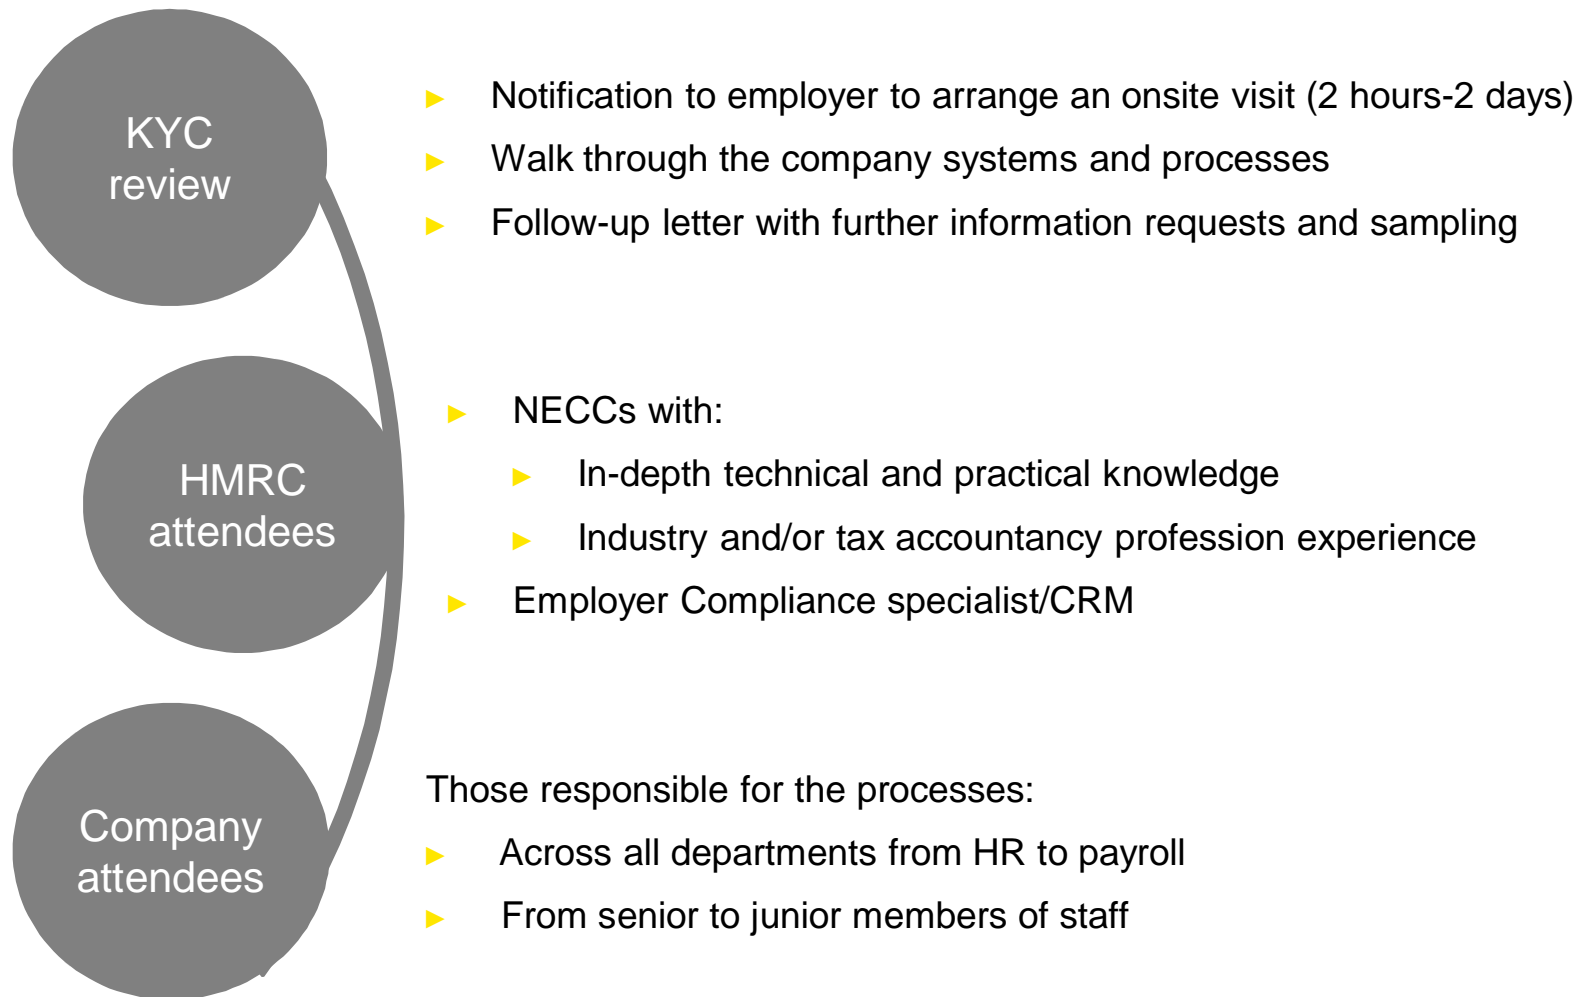 KYC
review
► Notification to employer to arrange an onsite visit (2 hours-2 days)
► Walk through the company systems and processes
► Follow-up letter with further information requests and sampling
HMRC
attendees
► NECCs with:
► In-depth technical and practical knowledge
► Industry and/or tax accountancy profession experience
► Employer Compliance specialist/CRM
Company
attendees
Those responsible for the processes:
► Across all departments from HR to payroll
► From senior to junior members of staff